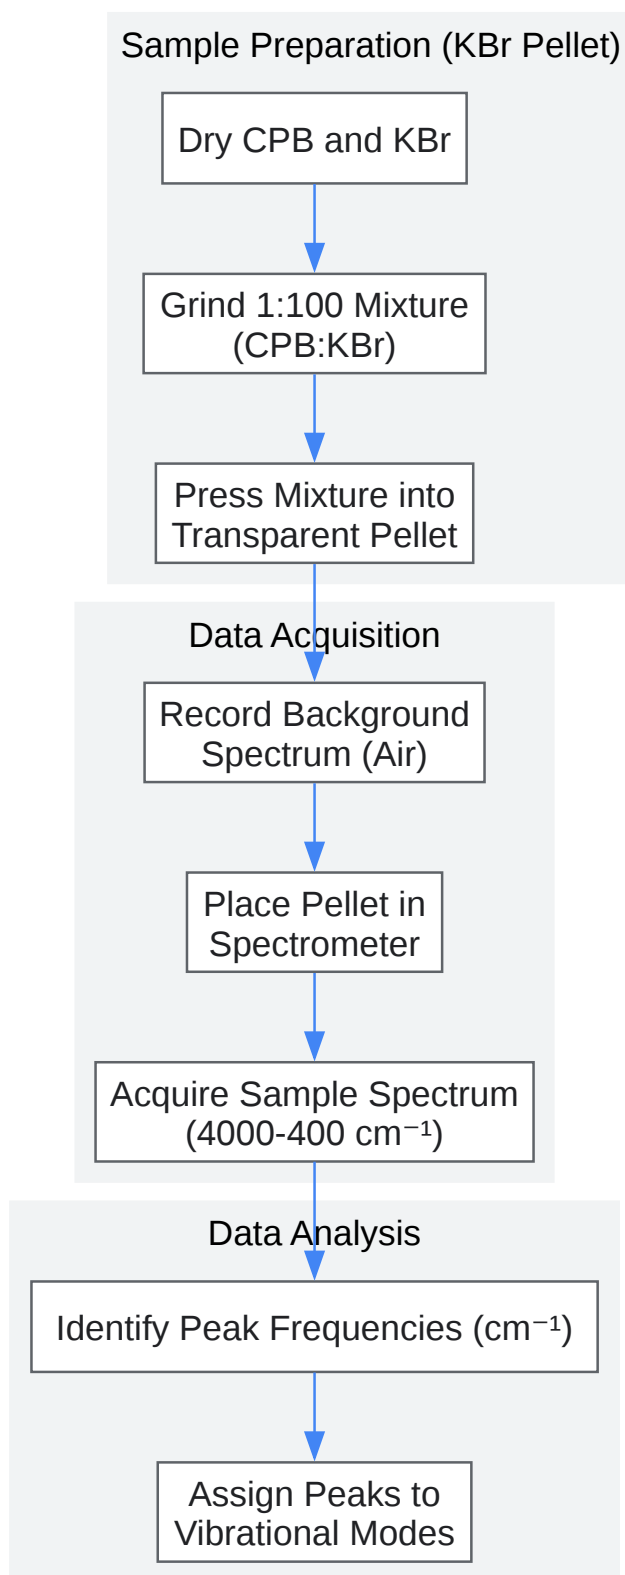 Sample Preparation (KBr Pellet)
Dry CPB and KBr
Grind 1:100 Mixture
(CPB:KBr)
Press Mixture into
Transparent Pellet
Data Acquisition
Record Background
Spectrum (Air)
Place Pellet in
Spectrometer
Acquire Sample Spectrum
(4000-400 cm⁻¹)
Data Analysis
Identify Peak Frequencies (cm⁻¹)
Assign Peaks to
Vibrational Modes